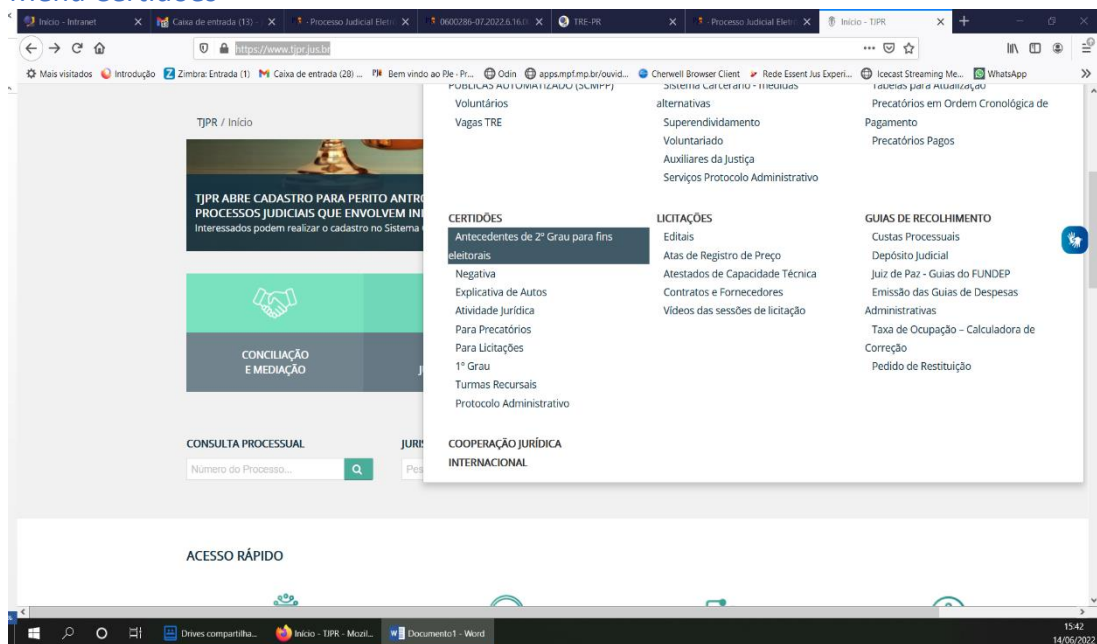 Início - Intranet
Caixa de entrada (13) -
- Processo Judicial Eletr
0600286-07.2022.6.16.0
TRE-PR
- Processo Judicial Eletr
Início - TJPR
https://www.tjpr.jus.br
Mais visitados
Introdução
Zimbra: Entrada (1)
Caixa de entrada (28) ...
Bem vindo ao PJe - Pr...
Odin
apps.mpf.mp.br/ouvid...
Cherwell Browser Client
Rede Essent Jus Experi...
Icecast Streaming Me...
WhatsApp
PÚBLICAS AUTOMATIZADO (SCMPP)
Voluntários
Vagas TRE
Sistema Carcerário - medidas
alternativas
Superendividamento
Voluntariado
Auxiliares da Justiça
Serviços Protocolo Administrativo
Tabelas para Atualização
Precatórios em Ordem Cronológica de
Pagamento
Precatórios Pagos
TJPR / Início
TJPR ABRE CADASTRO PARA PERITO ANTRO
PROCESSOS JUDICIAIS QUE ENVOLVEM IN
Interessados podem realizar o cadastro no Sistema
CERTIDÕES
Antecedentes de 2º Grau para fins
eleitorais
Negativa
Explicativa de Autos
Atividade Jurídica
Para Precatórios
Para Licitações
1º Grau
Turmas Recursais
Protocolo Administrativo
COOPERAÇÃO JURÍDICA
INTERNACIONAL
LICITAÇÕES
Editais
Atas de Registro de Preço
Atestados de Capacidade Técnica
Contratos e Fornecedores
Vídeos das sessões de licitação
GUIAS DE RECOLHIMENTO
Custas Processuais
Depósito Judicial
Juiz de Paz - Guias do FUNDEP
Emissão das Guias de Despesas
Administrativas
Taxa de Ocupação – Calculadora de
Correção
Pedido de Restituição
CONCILIAÇÃO
E MEDIAÇÃO
J
CONSULTA PROCESSUAL
Número do Processo...
JURIS
Pes
ACESSO RÁPIDO
Drives compartilha...
Início - TJPR - Mozil...
Documento1 - Word
15:42
14/06/2022